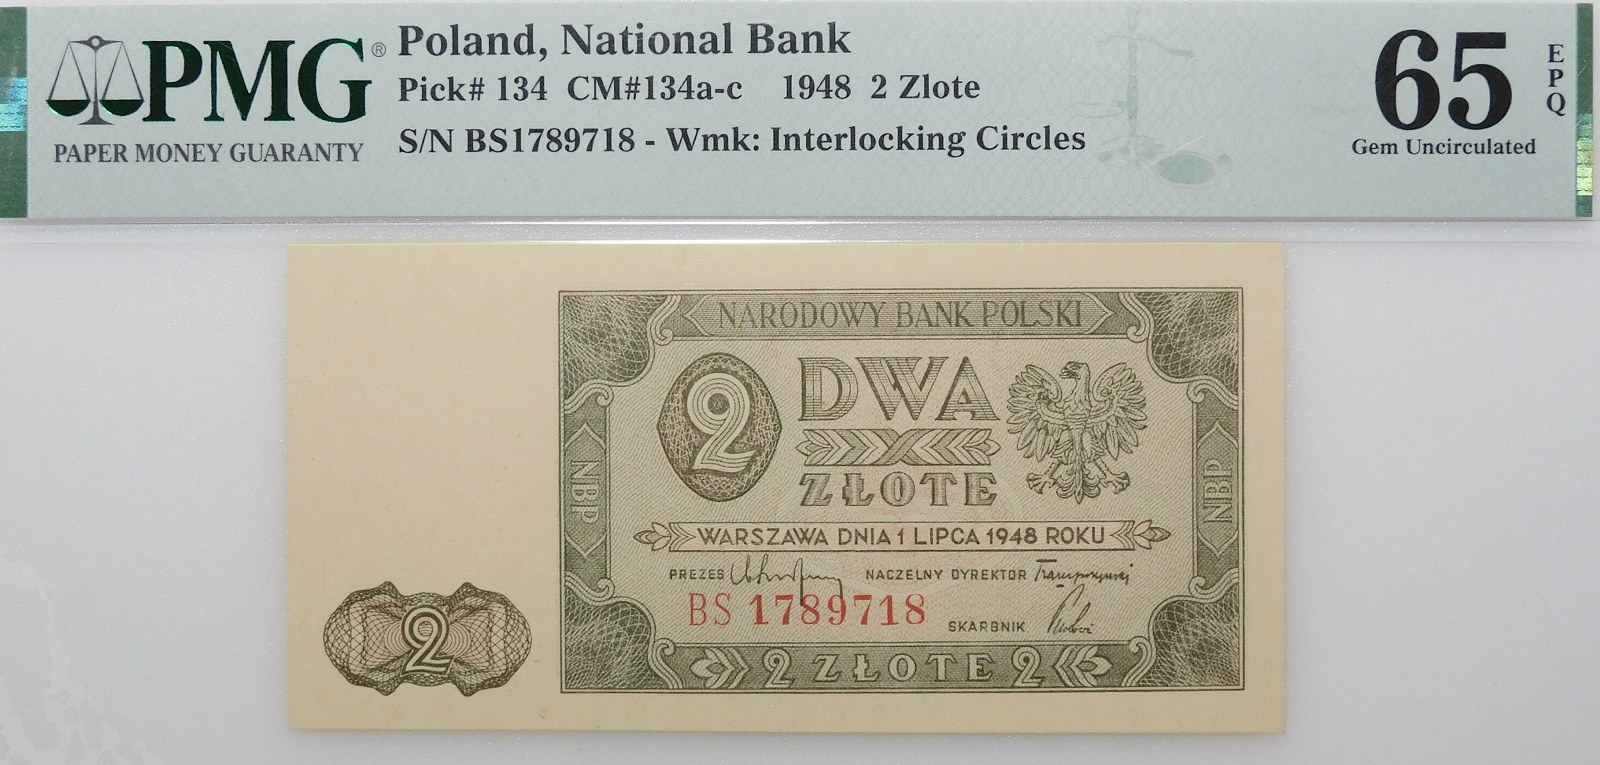 PMG®
PAPER MONEY GUARANTY
Poland, National Bank
Pick# 134 CM#134a-c 1948 2 Zlote
S/N BS1789718 - Wmk: Interlocking Circles
65
EPQ
Gem Uncirculated
NARODOWY BANK POLSKI
2
DWA
ZŁOTE
NBP
NBP
WARSZAWA DNIA 1 LIPCA 1948 ROKU
PREZES NACZELNY DYREKTOR
BS 1789718
SKARBNIK
2
2 ZŁOTE 2